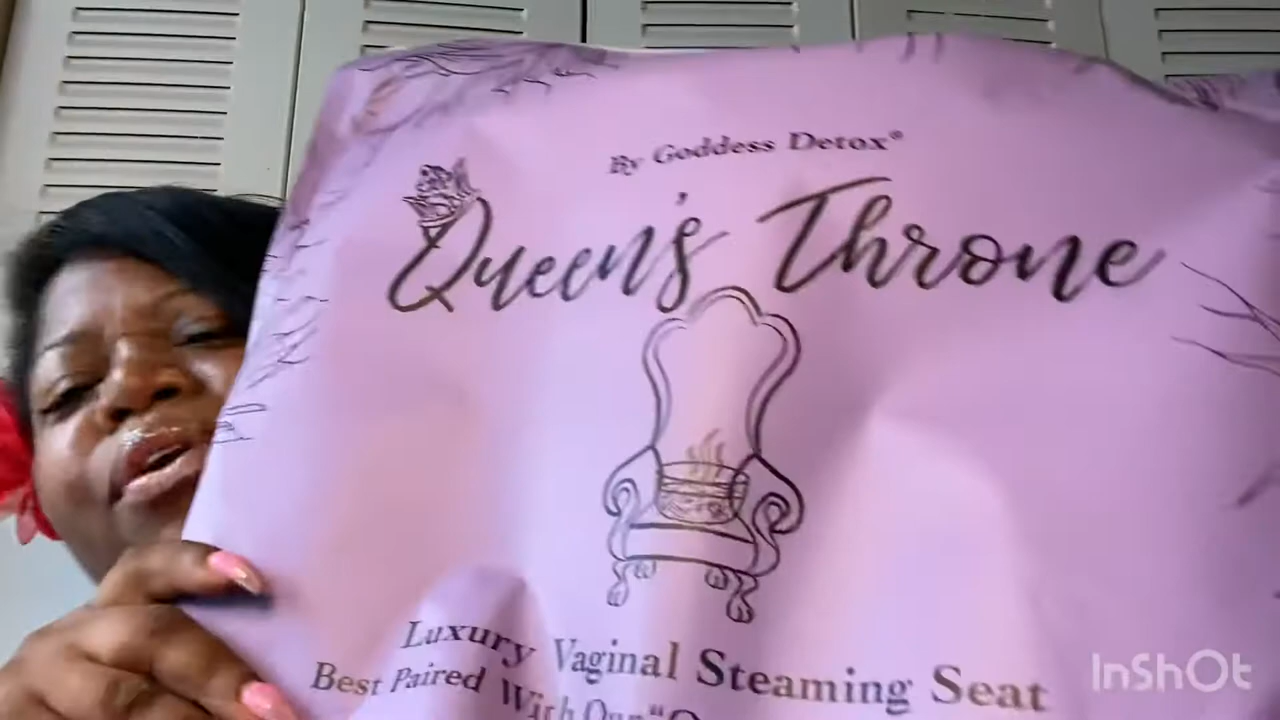 By Goddess Detox®
Queen's Throne
Luxury Vaginal Steaming Seat
Best Paired With Our
InShOt